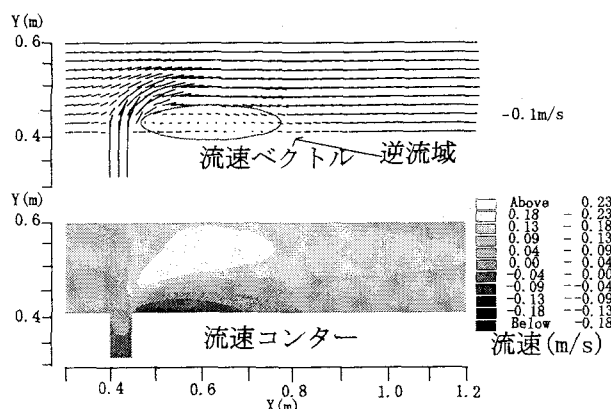 Y(m)
0.6
0.4
-0.1m/s
流速ベクトル
逆流域
Y(m)
0.6
0.4
流速コンター
Above 0.23
0.18 - 0.23
0.13 - 0.18
0.09 - 0.13
0.04 - 0.09
0.00 - 0.04
-0.04 - 0.00
-0.09 - -0.04
-0.13 - -0.09
-0.18 - -0.13
Below -0.18
流速(m/s)
0.4 0.6 0.8 1.0 1.2
Y(m)